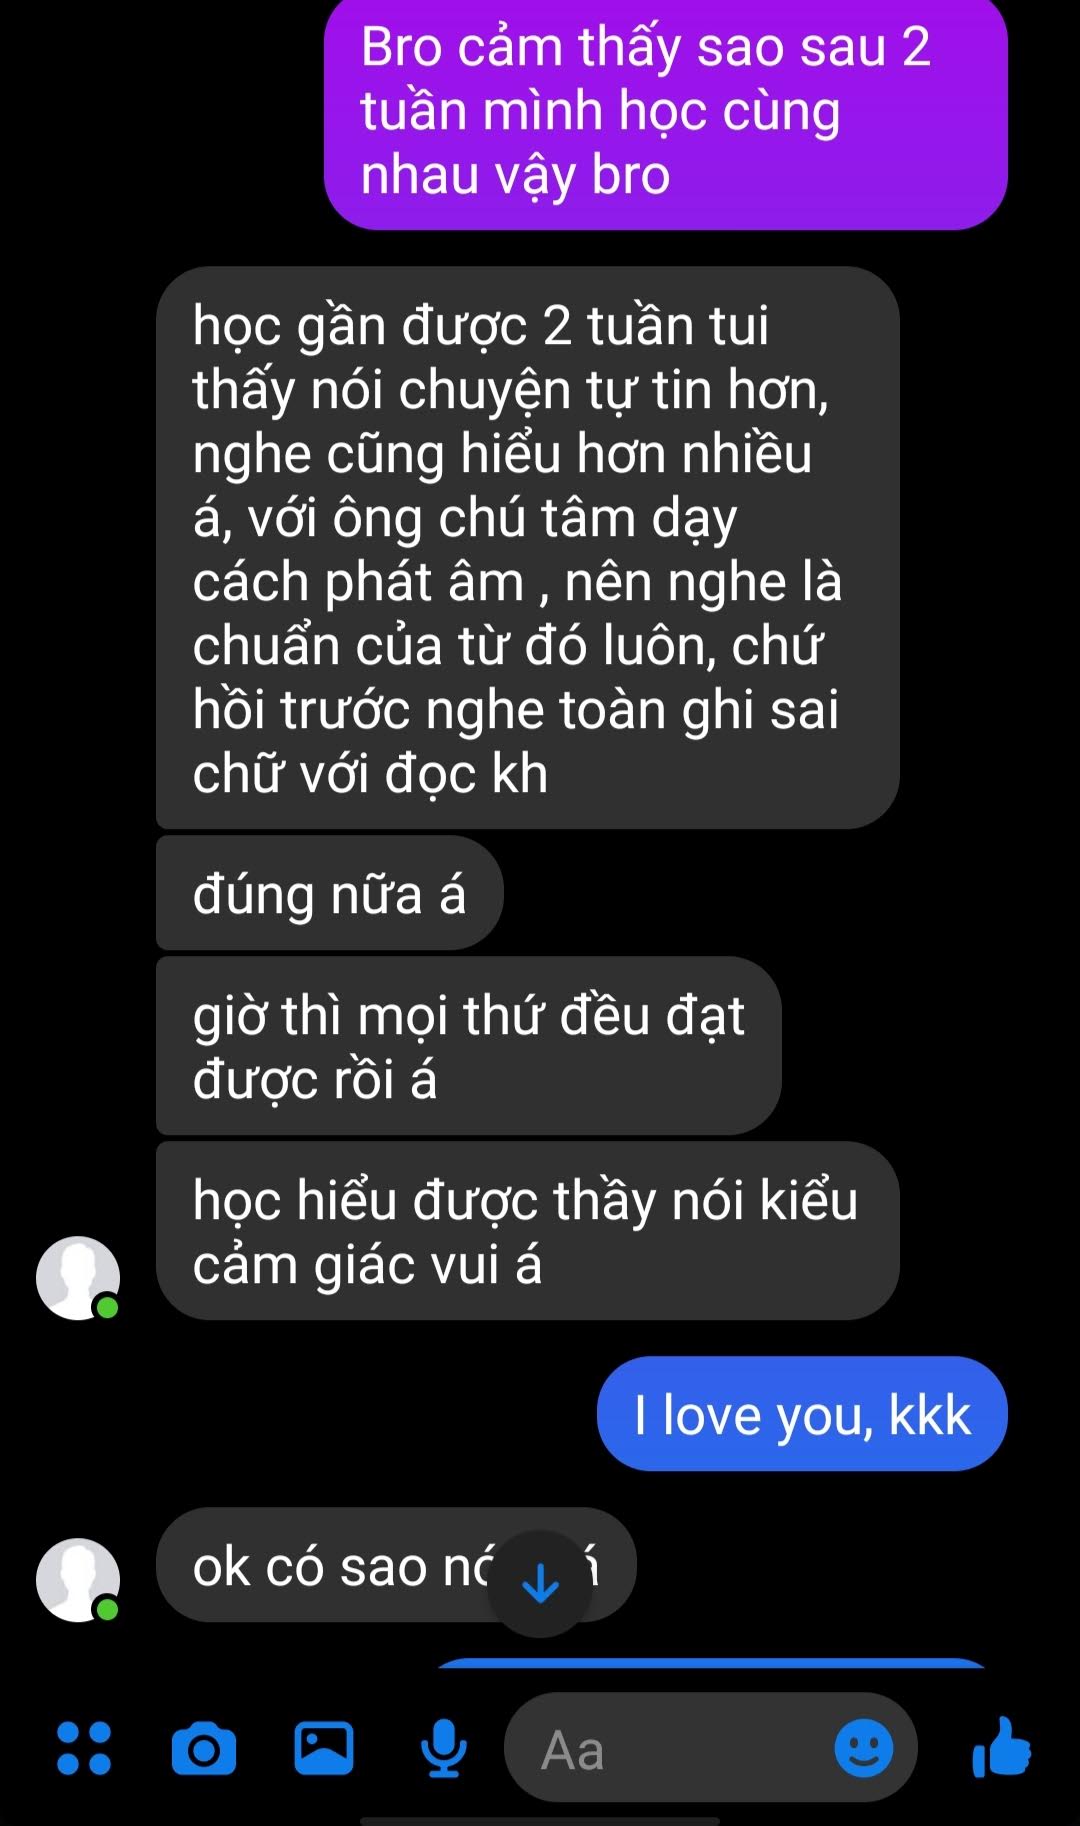 Bro cảm thấy sao sau 2
tuần mình học cùng
nhau vậy bro
học gần được 2 tuần tui
thấy nói chuyện tự tin hơn,
nghe cũng hiểu hơn nhiều
á, với ông chú tâm dạy
cách phát âm , nên nghe là
chuẩn của từ đó luôn, chứ
hồi trước nghe toàn ghi sai
chữ với đọc kh
đúng nữa á
giờ thì mọi thứ đều đạt
được rồi á
học hiểu được thầy nói kiểu
cảm giác vui á
I love you, kkk
ok có sao
Aa